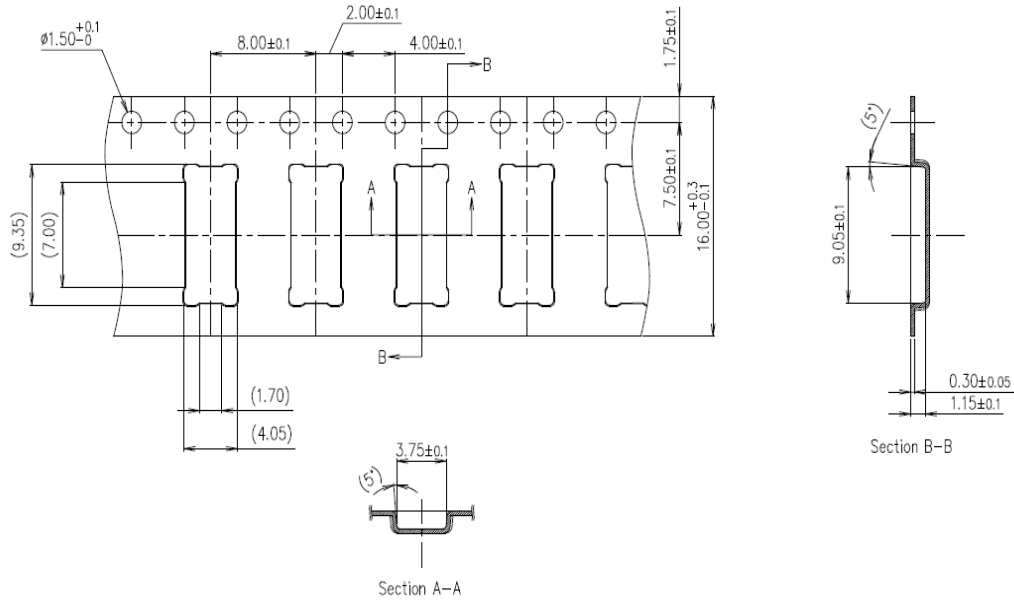 2.00±0.1
ø1.50 +0.1 -0
8.00±0.1
4.00±0.1
1.75±0.1
B
(5°)
7.50±0.1
16.00 +0.3 -0.1
A
A
(9.35)
(7.00)
9.05±0.1
B
(1.70)
(4.05)
0.30±0.05
1.15±0.1
Section B-B
3.75±0.1
(5°)
Section A-A